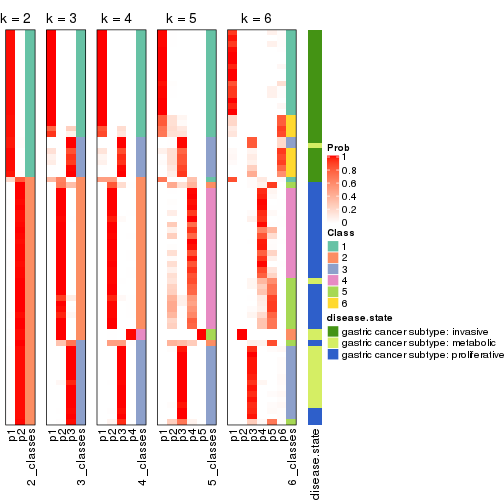 k = 2 k = 3 k = 4 k = 5 k = 6
Prob
1
0.8
0.6
0.4
0.2
0
Class
1
2
3
4
5
6
disease.state
gastric cancer subtype: invasive
gastric cancer subtype: metabolic
gastric cancer subtype: proliferative
p1
p2
2_classes
p1
p2
p3
3_classes
p1
p2
p3
p4
4_classes
p1
p2
p3
p4
p5
5_classes
p1
p2
p3
p4
p5
p6
6_classes
disease.state